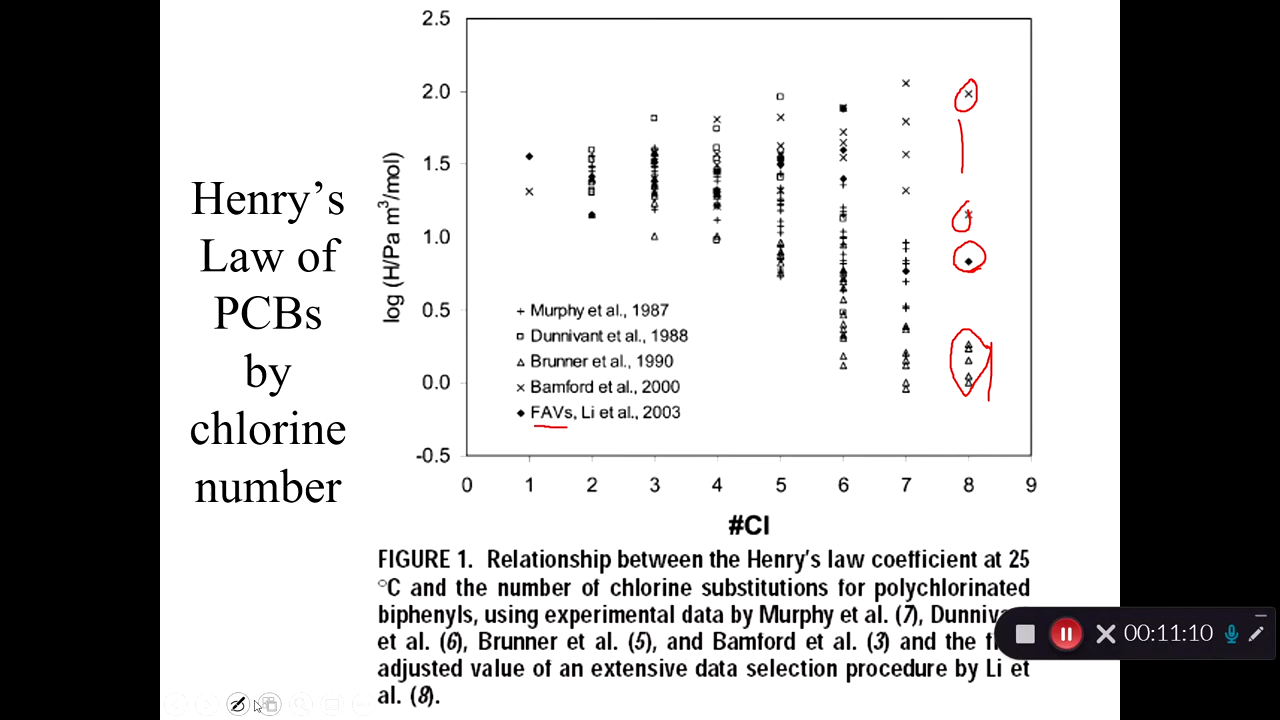 Henry's
Law of
PCBs
by
chlorine
number
2.5
2.0
1.5
1.0
0.5
0.0
-0.5
log (H/Pa m³/mol)
Murphy et al., 1987
Dunnivant et al., 1988
Brunner et al., 1990
Bamford et al., 2000
FAVs, Li et al., 2003
0 1 2 3 4 5 6 7 8 9
#Cl
FIGURE 1. Relationship between the Henry's law coefficient at 25
°C and the number of chlorine substitutions for polychlorinated
biphenyls, using experimental data by Murphy et al. (7), Dunniva
et al. (6), Brunner et al. (5), and Bamford et al. (3) and the
adjusted value of an extensive data selection procedure by Li et
al. (8).
00:11:10